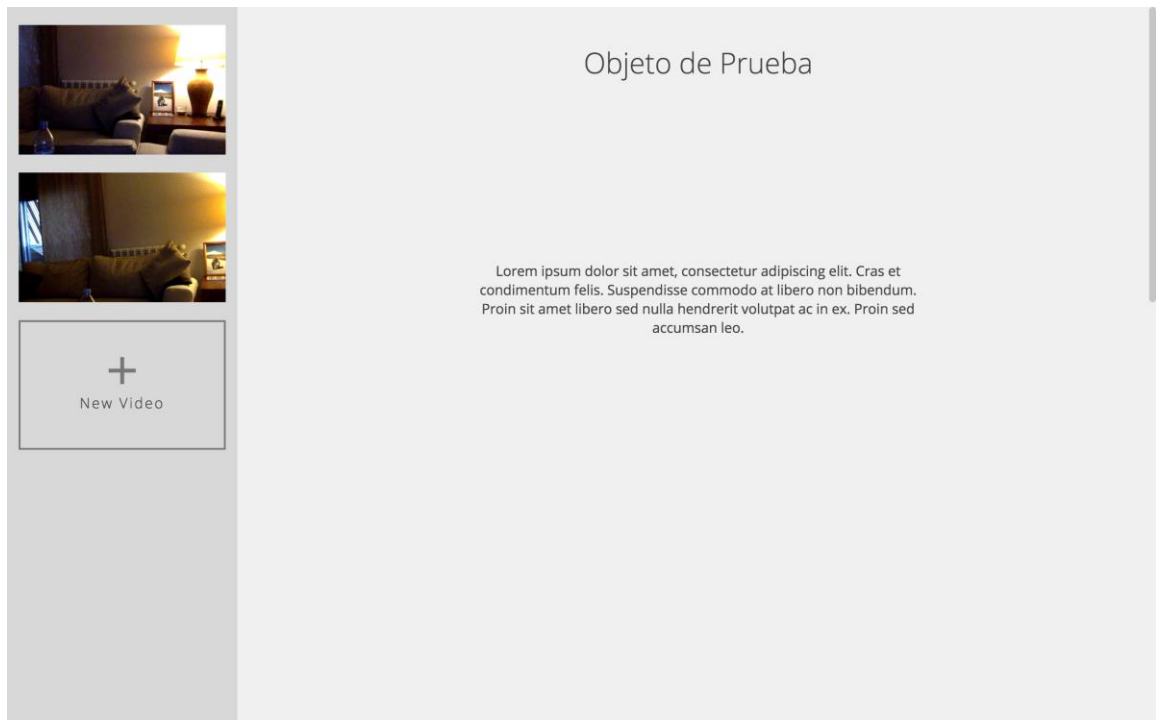 Objeto de Prueba
Lorem ipsum dolor sit amet, consectetur adipiscing elit. Cras et
condimentum felis. Suspendisse commodo at libero non bibendum.
Proin sit amet libero sed nulla hendrerit volutpat ac in ex. Proin sed
accumsan leo.
New Video